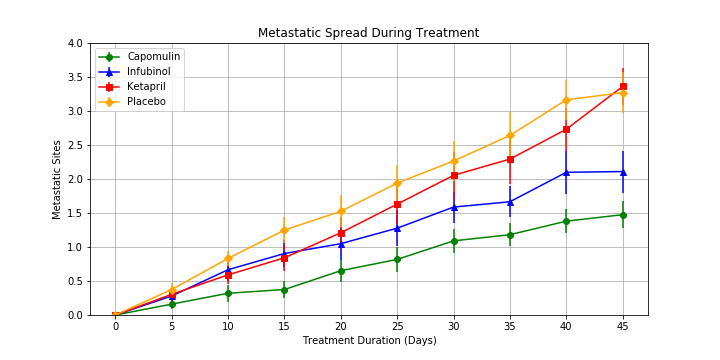 Metastatic Spread During Treatment
Capomulin
Infubinol
Ketapril
Placebo
Metastatic Sites
4.0
3.5
3.0
2.5
2.0
1.5
1.0
0.5
0.0
0 5 10 15 20 25 30 35 40 45
Treatment Duration (Days)